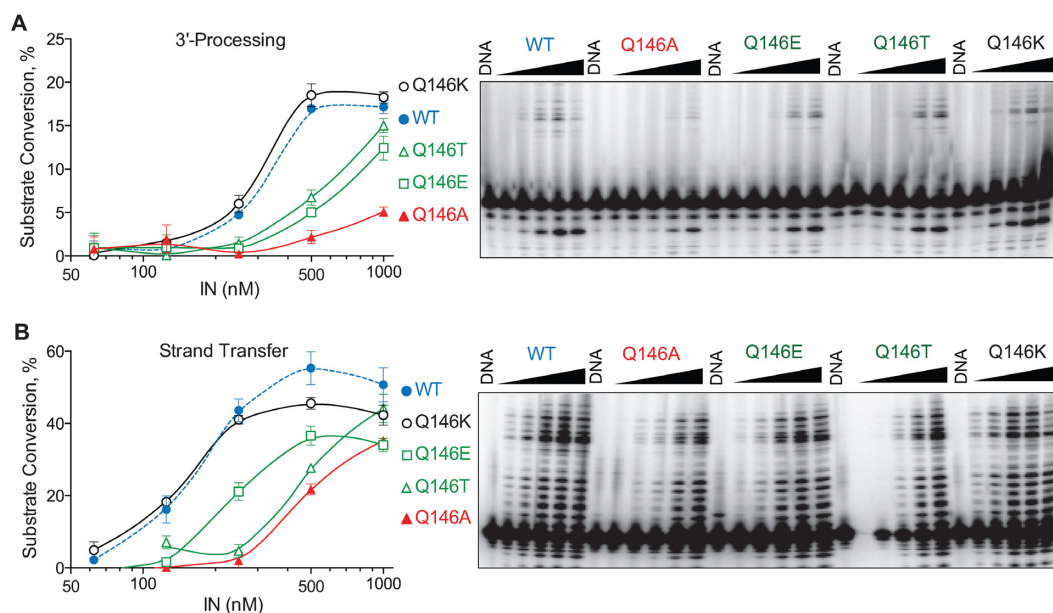 A
3'-Processing
Substrate Conversion, %
25
20
15
10
5
0
50
100
500
1000
IN (nM)
Q146K
WT
Q146T
Q146E
Q146A
DNA
WT
DNA
Q146A
DNA
Q146E
DNA
Q146T
DNA
Q146K
B
Strand Transfer
Substrate Conversion, %
60
40
20
0
50
100
500
1000
IN (nM)
WT
Q146K
Q146E
Q146T
Q146A
DNA
WT
DNA
Q146A
DNA
Q146E
DNA
Q146T
DNA
Q146K